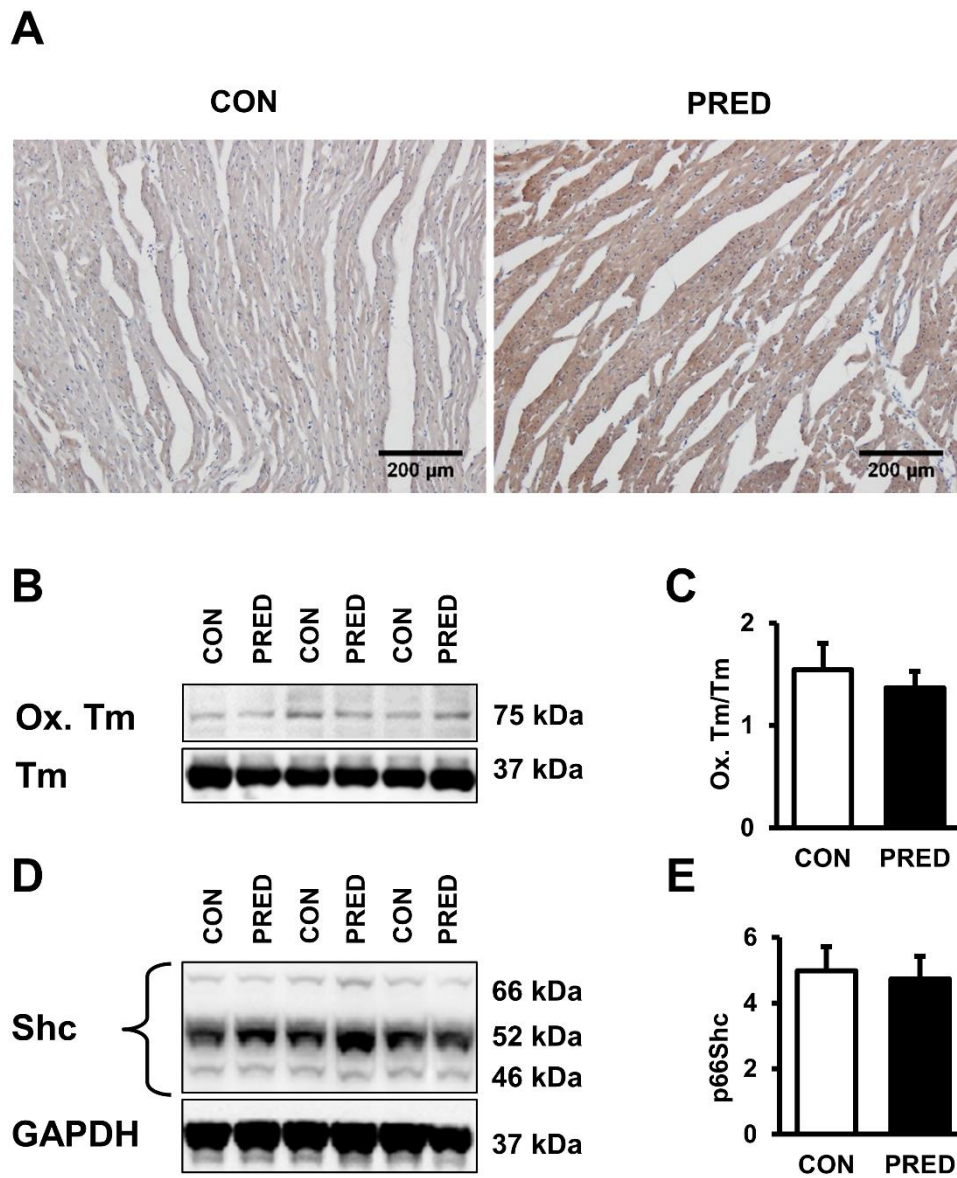 A
CON
PRED
200 µm
200 µm
B
CON PRED CON PRED CON PRED
Ox. Tm
75 kDa
Tm
37 kDa
C
Ox. Tm/Tm
2
1
0
CON PRED
D
CON PRED CON PRED CON PRED
Shc
66 kDa
52 kDa
46 kDa
GAPDH
37 kDa
E
p66Shc
6
4
2
0
CON PRED